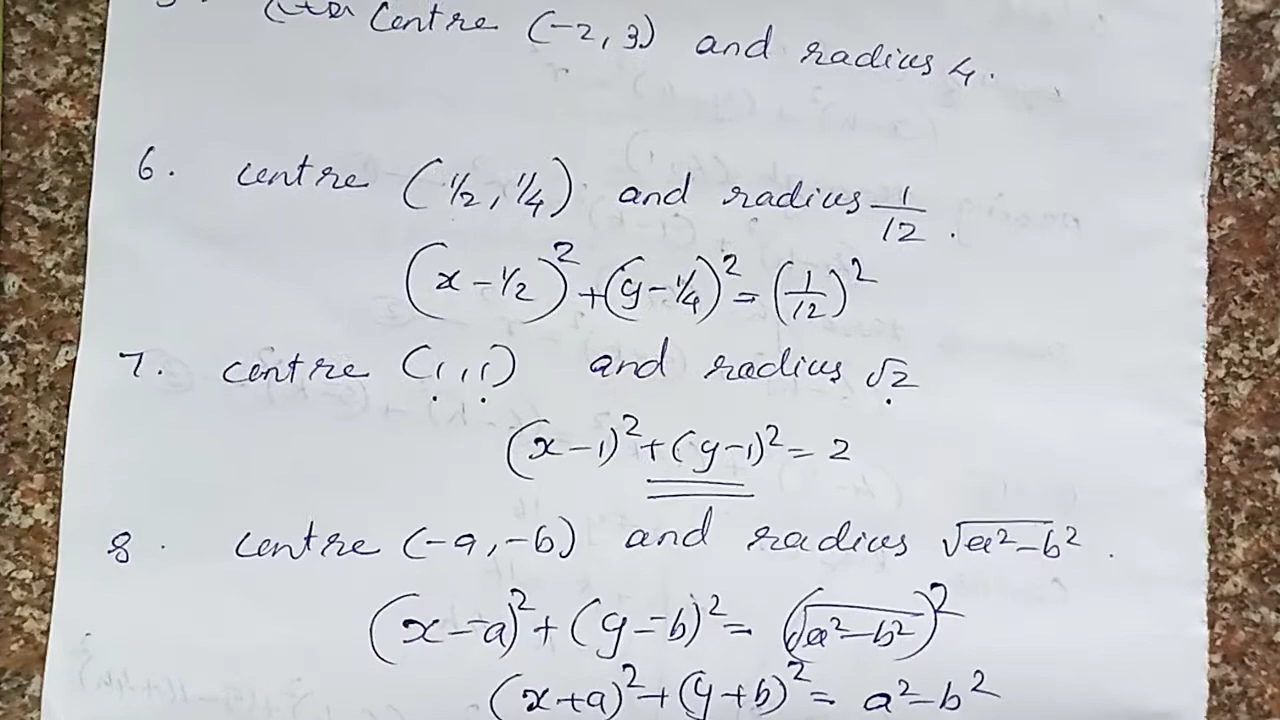 Centre (-2, 3) and radius 4.
6. centre (1/2, 1/4) and radius 1/12.
(x - 1/2)² + (y - 1/4)² = (1/12)²
7. centre (1, 1) and radius √2
(x - 1)² + (y - 1)² = 2
8. centre (-a, -b) and radius √a² - b².
(x - -a)² + (y - -b)² = (√a² - b²)²
(x + a)² + (y + b)² = a² - b²